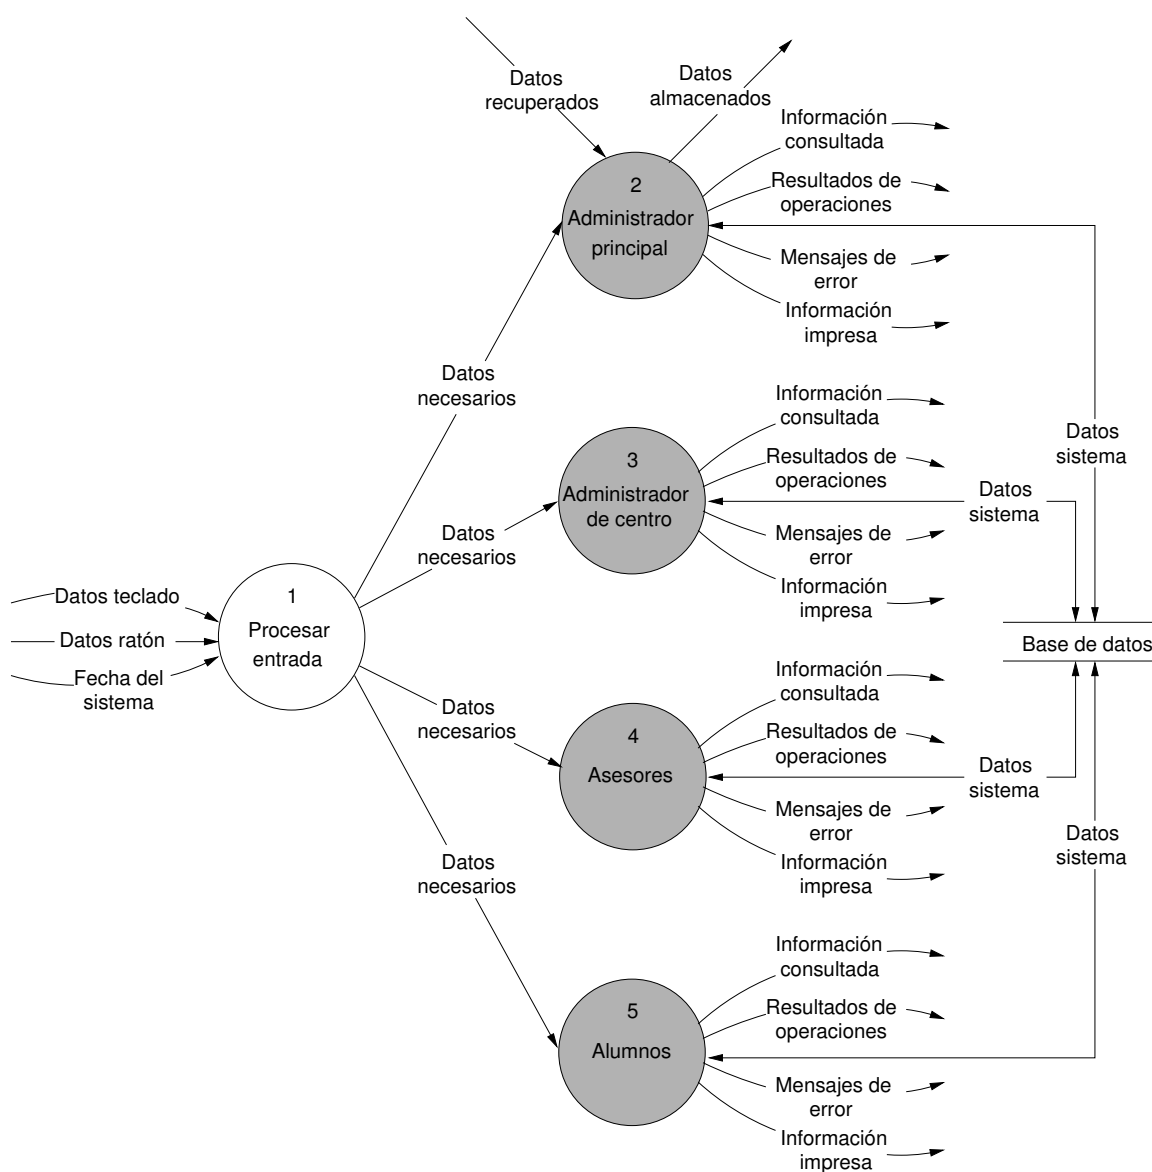 Datos
recuperados
Datos
almacenados
Información
consultada
2
Administrador
principal
Resultados de
operaciones
Mensajes de
error
Información
impresa
Datos
necesarios
Datos
sistema
Información
consultada
3
Administrador
de centro
Resultados de
operaciones
Datos
sistema
Mensajes de
error
Información
impresa
Datos
necesarios
Datos teclado
Datos ratón
Fecha del
sistema
1
Procesar
entrada
Base de datos
Datos
necesarios
Información
consultada
4
Asesores
Resultados de
operaciones
Datos
sistema
Mensajes de
error
Información
impresa
Datos
sistema
Datos
necesarios
Información
consultada
5
Alumnos
Resultados de
operaciones
Mensajes de
error
Información
impresa